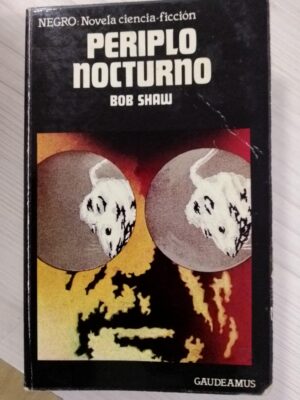 NEGRO: Novela ciencia-ficción
PERIPLO
NOCTURNO
BOB SHAW
GAUDEAMUS